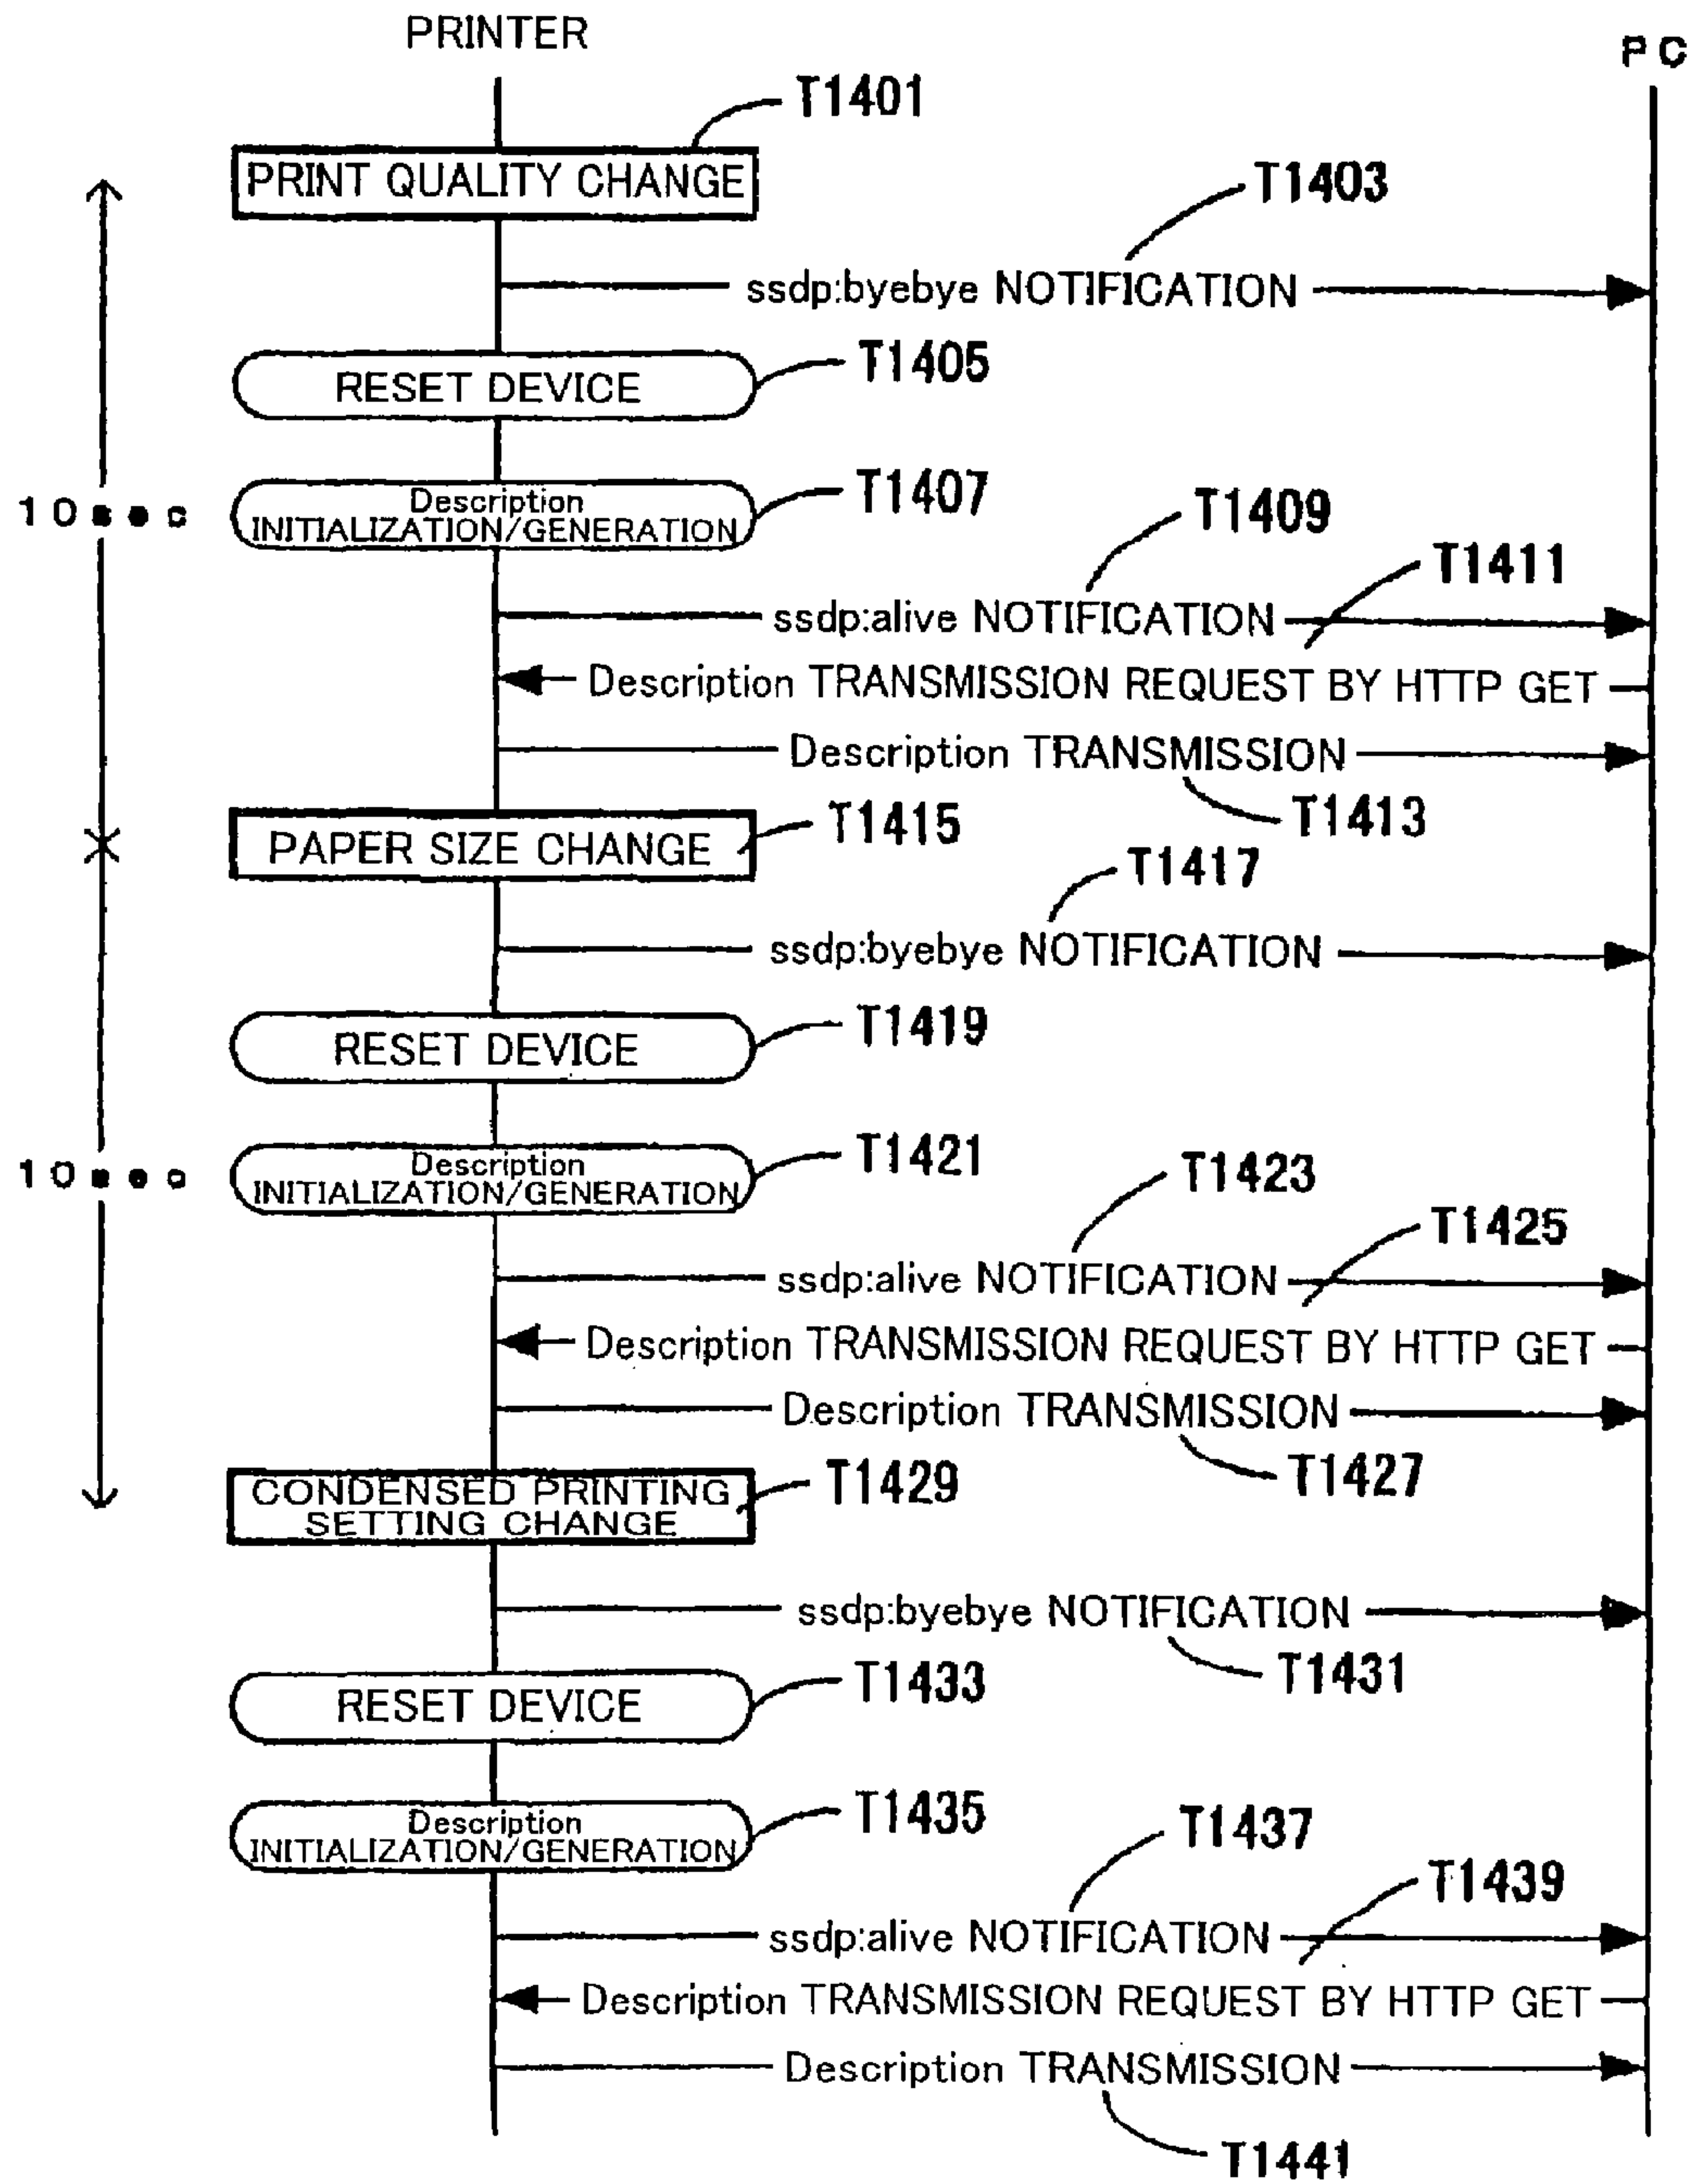 PRINTER
PC
T1401
PRINT QUALITY CHANGE
T1403
ssdp:byebye NOTIFICATION
T1405
RESET DEVICE
T1407
Description
INITIALIZATION/GENERATION
10sec
T1409
T1411
ssdp:alive NOTIFICATION
Description TRANSMISSION REQUEST BY HTTP GET
Description TRANSMISSION
T1413
T1415
PAPER SIZE CHANGE
T1417
ssdp:byebye NOTIFICATION
T1419
RESET DEVICE
T1421
Description
INITIALIZATION/GENERATION
10sec
T1423
T1425
ssdp:alive NOTIFICATION
Description TRANSMISSION REQUEST BY HTTP GET
Description TRANSMISSION
T1427
T1429
CONDENSED PRINTING
SETTING CHANGE
ssdp:byebye NOTIFICATION
T1431
T1433
RESET DEVICE
T1435
Description
INITIALIZATION/GENERATION
T1437
T1439
ssdp:alive NOTIFICATION
Description TRANSMISSION REQUEST BY HTTP GET
Description TRANSMISSION
T1441